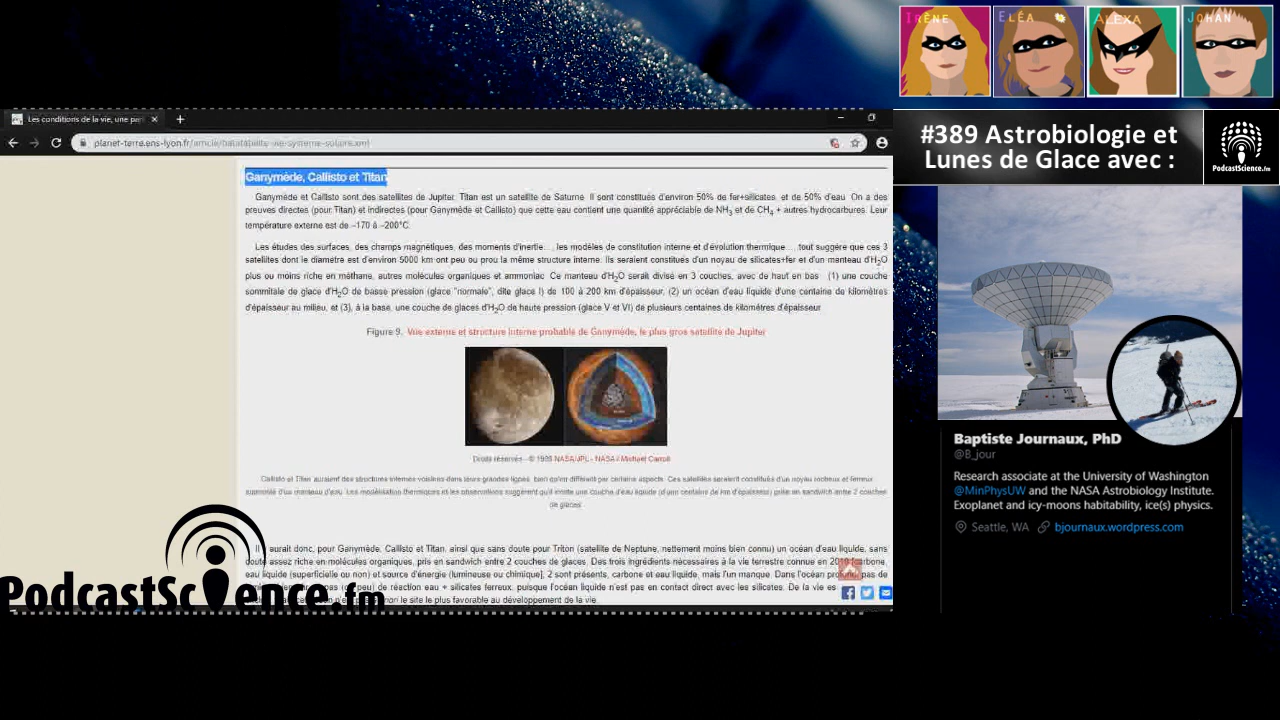 IRÈNE
ELÉA
ALEXA
JOHAN
Les conditions de la vie, une par
#389 Astrobiologie et
Lunes de Glace avec :
PodcastScience.fm
planet-terre.ens-lyon.fr/article/habitabilite-vie-systeme-solaire.xml
Ganymède, Callisto et Titan
Ganymède et Callisto sont des satellites de Jupiter, Titan est un satellite de Saturne. Il sont constitués d'environ 50% de fer+silicates, et de 50% d'eau. On a des
preuves directes (pour Titan) et indirectes (pour Ganymède et Callisto) que cette eau contient une quantité appréciable de NH3 et de CH4 + autres hydrocarbures. Leur
température externe est de –170 à –200°C.
Les études des surfaces, des champs magnétiques, des moments d'inertie… les modèles de constitution interne et d'évolution thermique… tout suggère que ces 3
satellites dont le diamètre est d'environ 5000 km ont peu ou prou la même structure interne. Ils seraient constitués d'un noyau de silicates+fer et d'un manteau d'H2O
plus ou moins riche en méthane, autres molécules organiques et ammoniac. Ce manteau d'H2O serait divisé en 3 couches, avec de haut en bas : (1) une couche
sommitale de glace d'H2O de basse pression (glace "normale", dite glace I) de 100 à 200 km d'épaisseur, (2) un océan d'eau liquide d'une centaine de kilomètres
d'épaisseur au milieu, et (3), à la base, une couche de glaces d'H2O de haute pression (glace V et VI) de plusieurs centaines de kilomètres d'épaisseur.
Figure 9. Vue externe et structure interne probable de Ganymède, le plus gros satellite de Jupiter
Droits réservés - © 1998 NASA/JPL - NASA / Michael Carroll
Callisto et Titan auraient des structures internes voisines dans leurs grandes lignes, bien qu'en différant par certains aspects. Ces satellites seraient constitués d'un noyau rocheux et ferreux
surmonté d'un manteau d'eau. Les modélisation thermiques et les observations suggèrent qu'il existe une couche d'eau liquide (d'une centaine de km d'épaisseur) prise en sandwich entre 2 couches
de glaces.
Il y aurait donc, pour Ganymède, Callisto et Titan, ainsi que sans doute pour Triton (satellite de Neptune, nettement moins bien connu) un océan d'eau liquide, sans
doute assez riche en molécules organiques, pris en sandwich entre 2 couches de glace. Des trois ingrédients nécessaires à la vie terrestre connue en 2010 [carbone,
eau liquide (superficielle ou non) et source d'énergie (lumineuse ou chimique)], 2 sont présents, carbone et eau liquide, mais l'un manque. Dans l'océan profond, pas de
de réaction eau + silicates ferreux, puisque l'océan liquide n'est pas en contact direct avec les silicates. De la vie
le site le plus favorable au développement de la vie.
PodcastScience.fm
Baptiste Journaux, PhD
@B_jour
Research associate at the University of Washington
@MinPhysUW and the NASA Astrobiology Institute.
Exoplanet and icy-moons habitability, ice(s) physics.
Seattle, WA bjournaux.wordpress.com